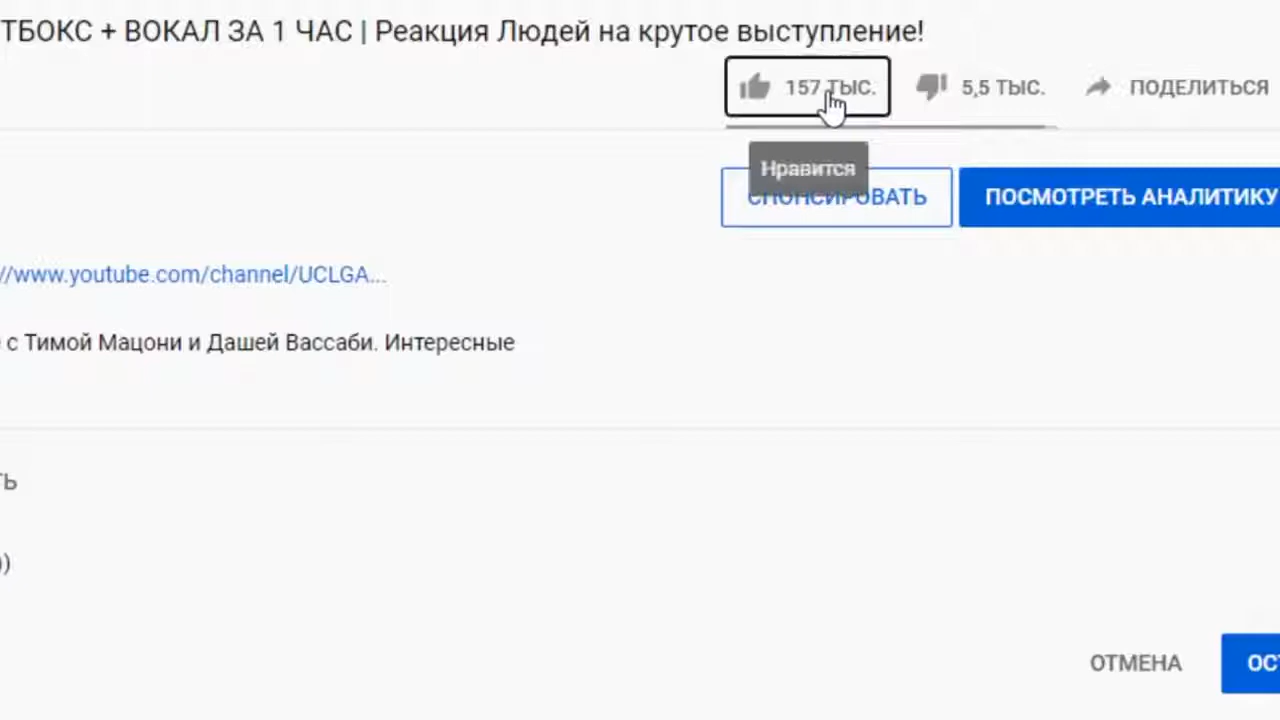 ТБОКС + ВОКАЛ ЗА 1 ЧАС | Реакция Людей на крутое выступление!
157 ТЫС. 5,5 ТЫС. ПОДЕЛИТЬСЯ
Нравится
СПОНСИРОВАТЬ ПОСМОТРЕТЬ АНАЛИТИКУ
//www.youtube.com/channel/UCLGA...
с Тимой Мацони и Дашей Вассаби. Интересные
ТЬ
))
ОТМЕНА ОСТ